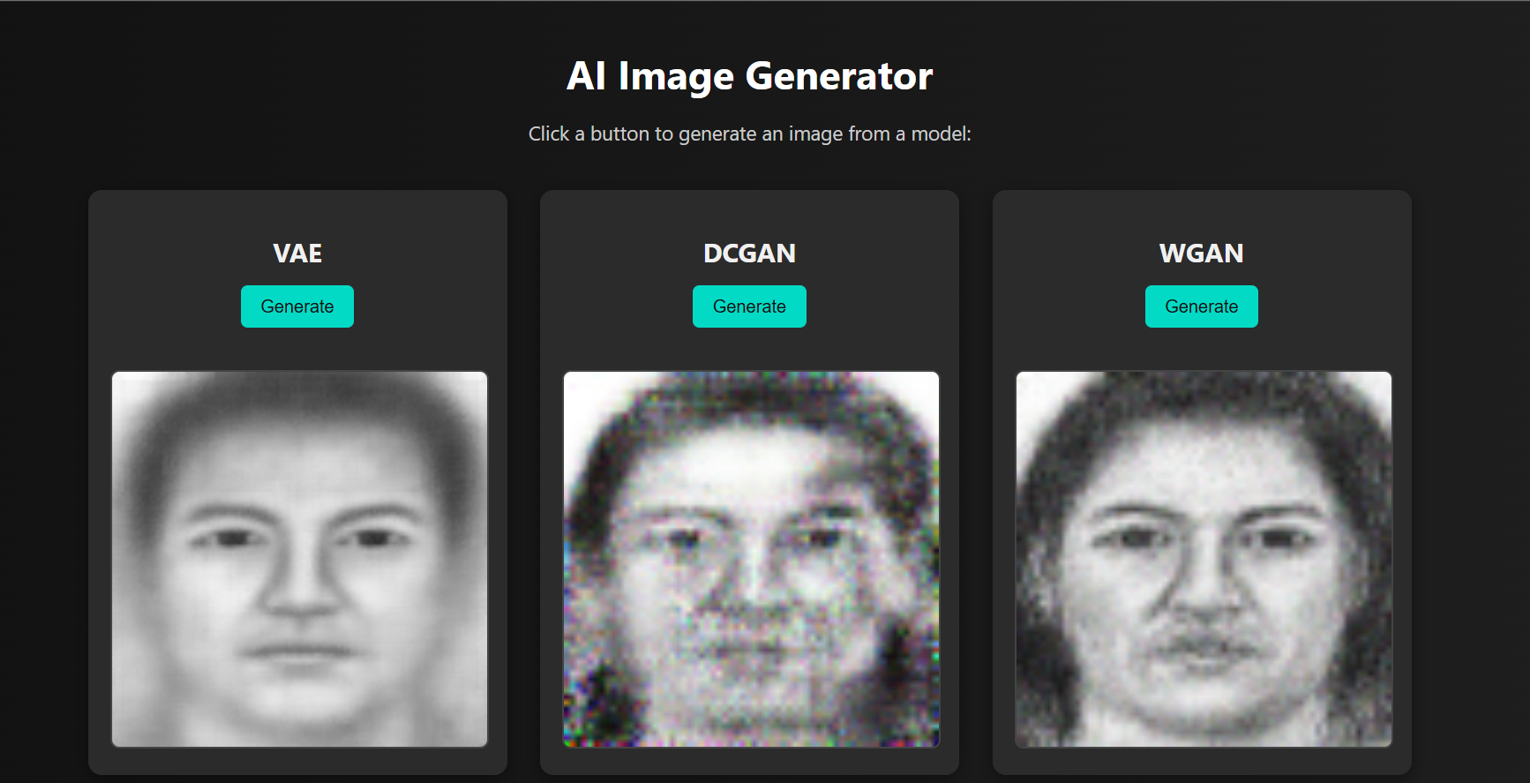 AI Image Generator
Click a button to generate an image from a model:
VAE
Generate
DCGAN
Generate
WGAN
Generate